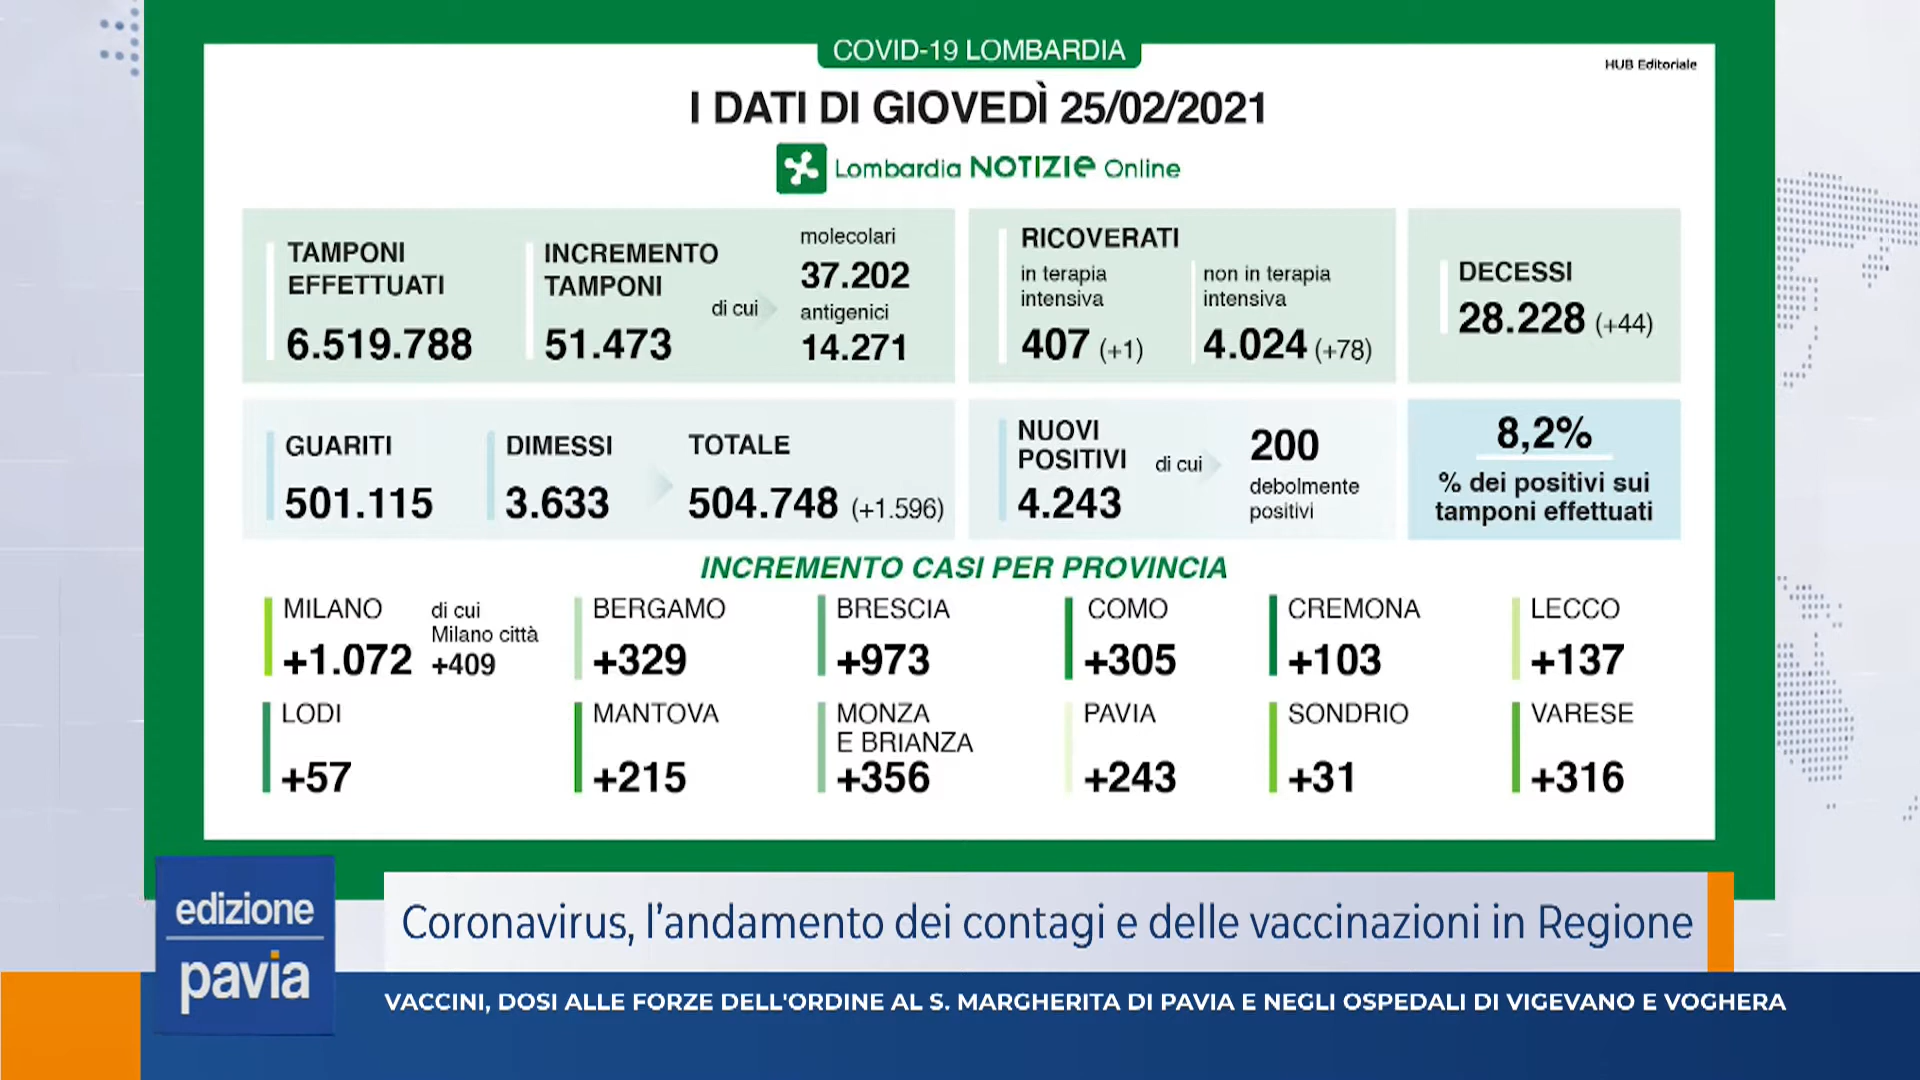 COVID-19 LOMBARDIA
HUB Editoriale
I DATI DI GIOVEDÌ 25/02/2021
Lombardia NOTIZIe Online
TAMPONI
EFFETTUATI
6.519.788
INCREMENTO
TAMPONI
51.473
di cui
molecolari
37.202
antigenici
14.271
RICOVERATI
in terapia
intensiva
407 (+1)
non in terapia
intensiva
4.024 (+78)
DECESSI
28.228 (+44)
GUARITI
501.115
DIMESSI
3.633
TOTALE
504.748 (+1.596)
NUOVI
POSITIVI
4.243
di cui
200
debolmente
positivi
8,2%
% dei positivi sui
tamponi effettuati
INCREMENTO CASI PER PROVINCIA
MILANO
+1.072
di cui
Milano città
+409
BERGAMO
+329
BRESCIA
+973
COMO
+305
CREMONA
+103
LECCO
+137
LODI
+57
MANTOVA
+215
MONZA
E BRIANZA
+356
PAVIA
+243
SONDRIO
+31
VARESE
+316
edizione
pavia
Coronavirus, l'andamento dei contagi e delle vaccinazioni in Regione
VACCINI, DOSI ALLE FORZE DELL'ORDINE AL S. MARGHERITA DI PAVIA E NEGLI OSPEDALI DI VIGEVANO E VOGHERA